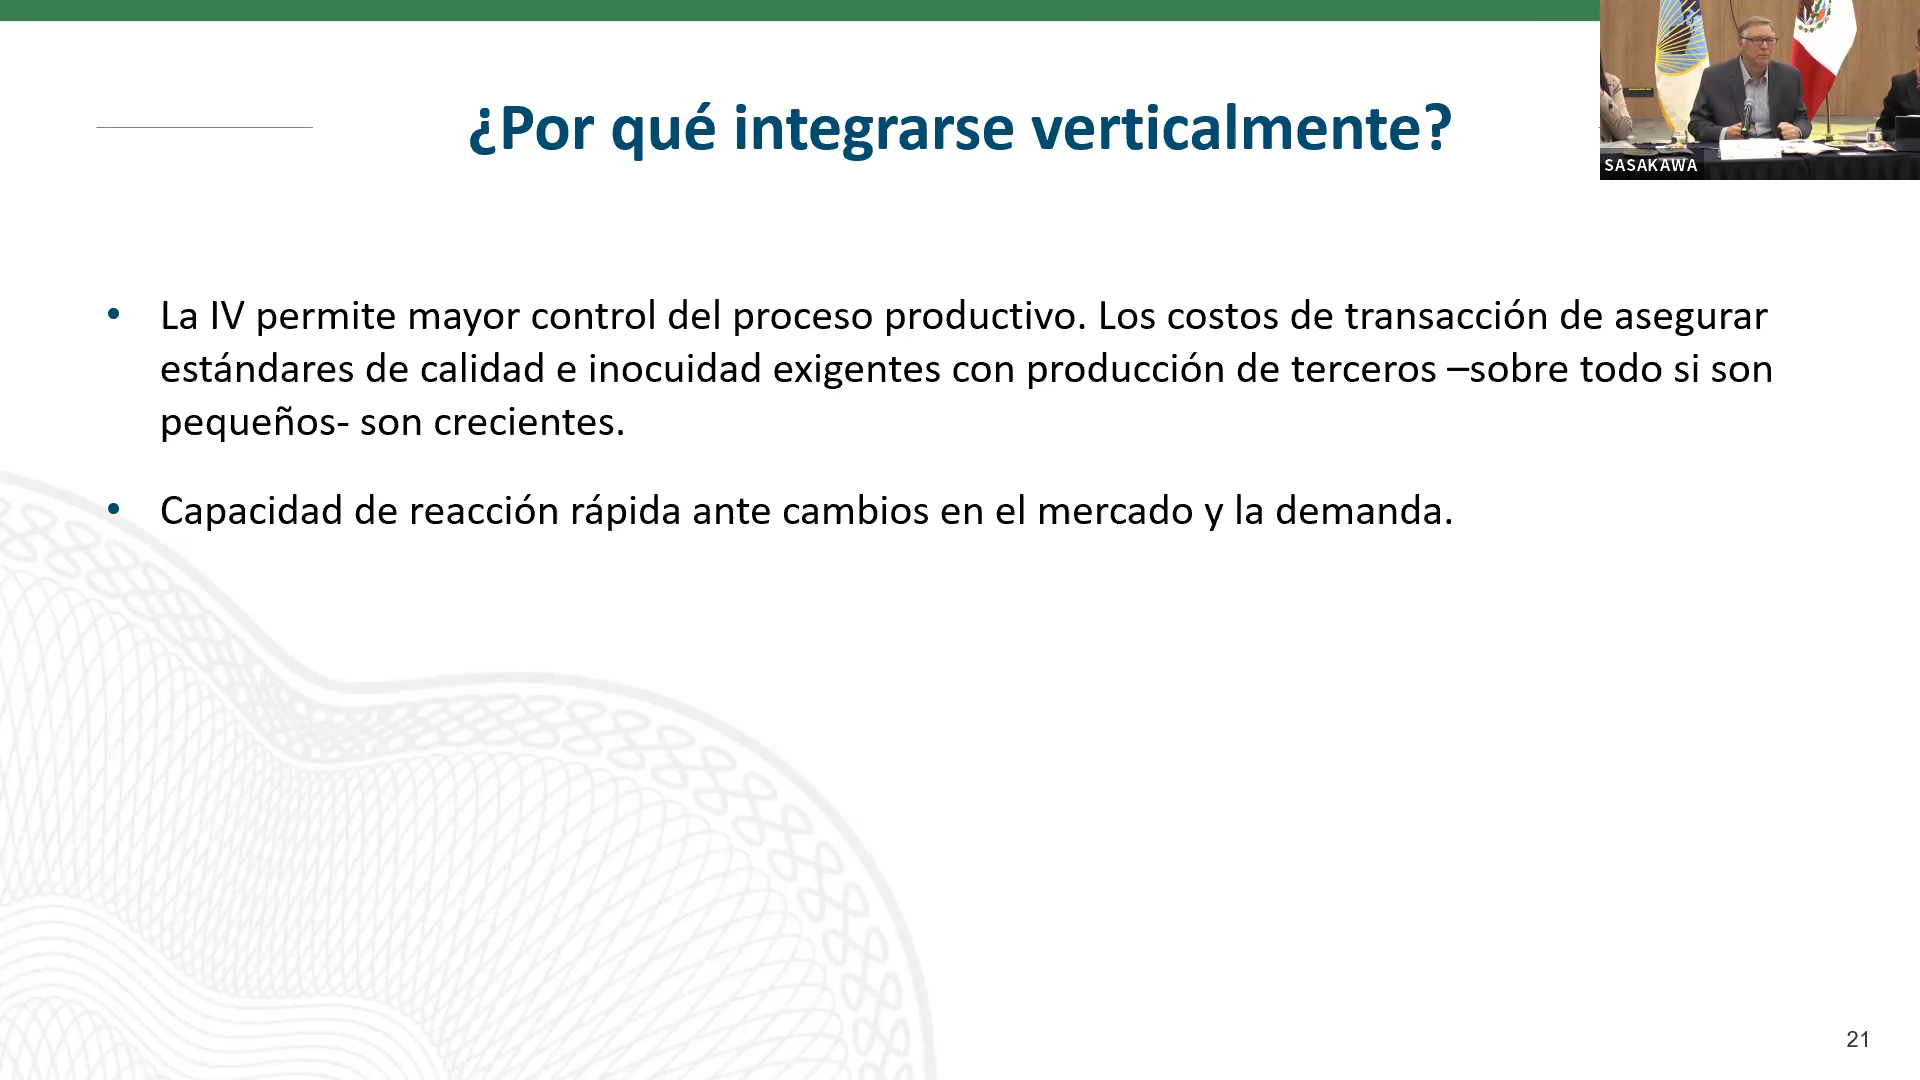 ¿Por qué integrarse verticalmente?
SASAKAWA
• La IV permite mayor control del proceso productivo. Los costos de transacción de asegurar
estándares de calidad e inocuidad exigentes con producción de terceros –sobre todo si son
pequeños- son crecientes.
• Capacidad de reacción rápida ante cambios en el mercado y la demanda.
21